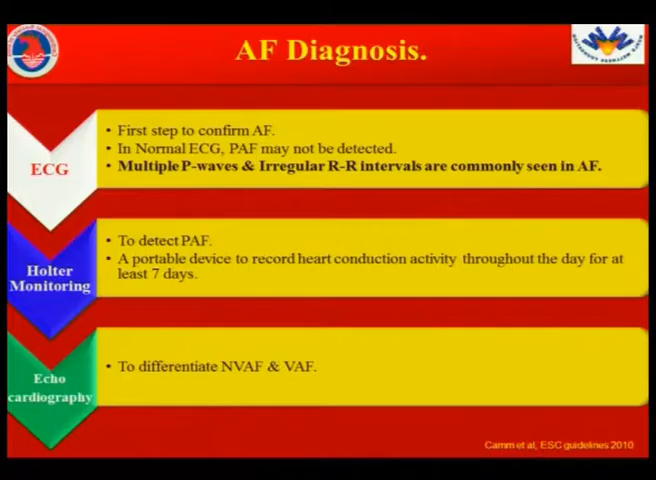 AF Diagnosis.
ECG
• First step to confirm AF.
• In Normal ECG, PAF may not be detected.
• Multiple P-waves & Irregular R-R intervals are commonly seen in AF.
Holter
Monitoring
• To detect PAF.
• A portable device to record heart conduction activity throughout the day for at
least 7 days.
Echo
cardiography
• To differentiate NVAF & VAF.
Camm et al, ESC guidelines 2010